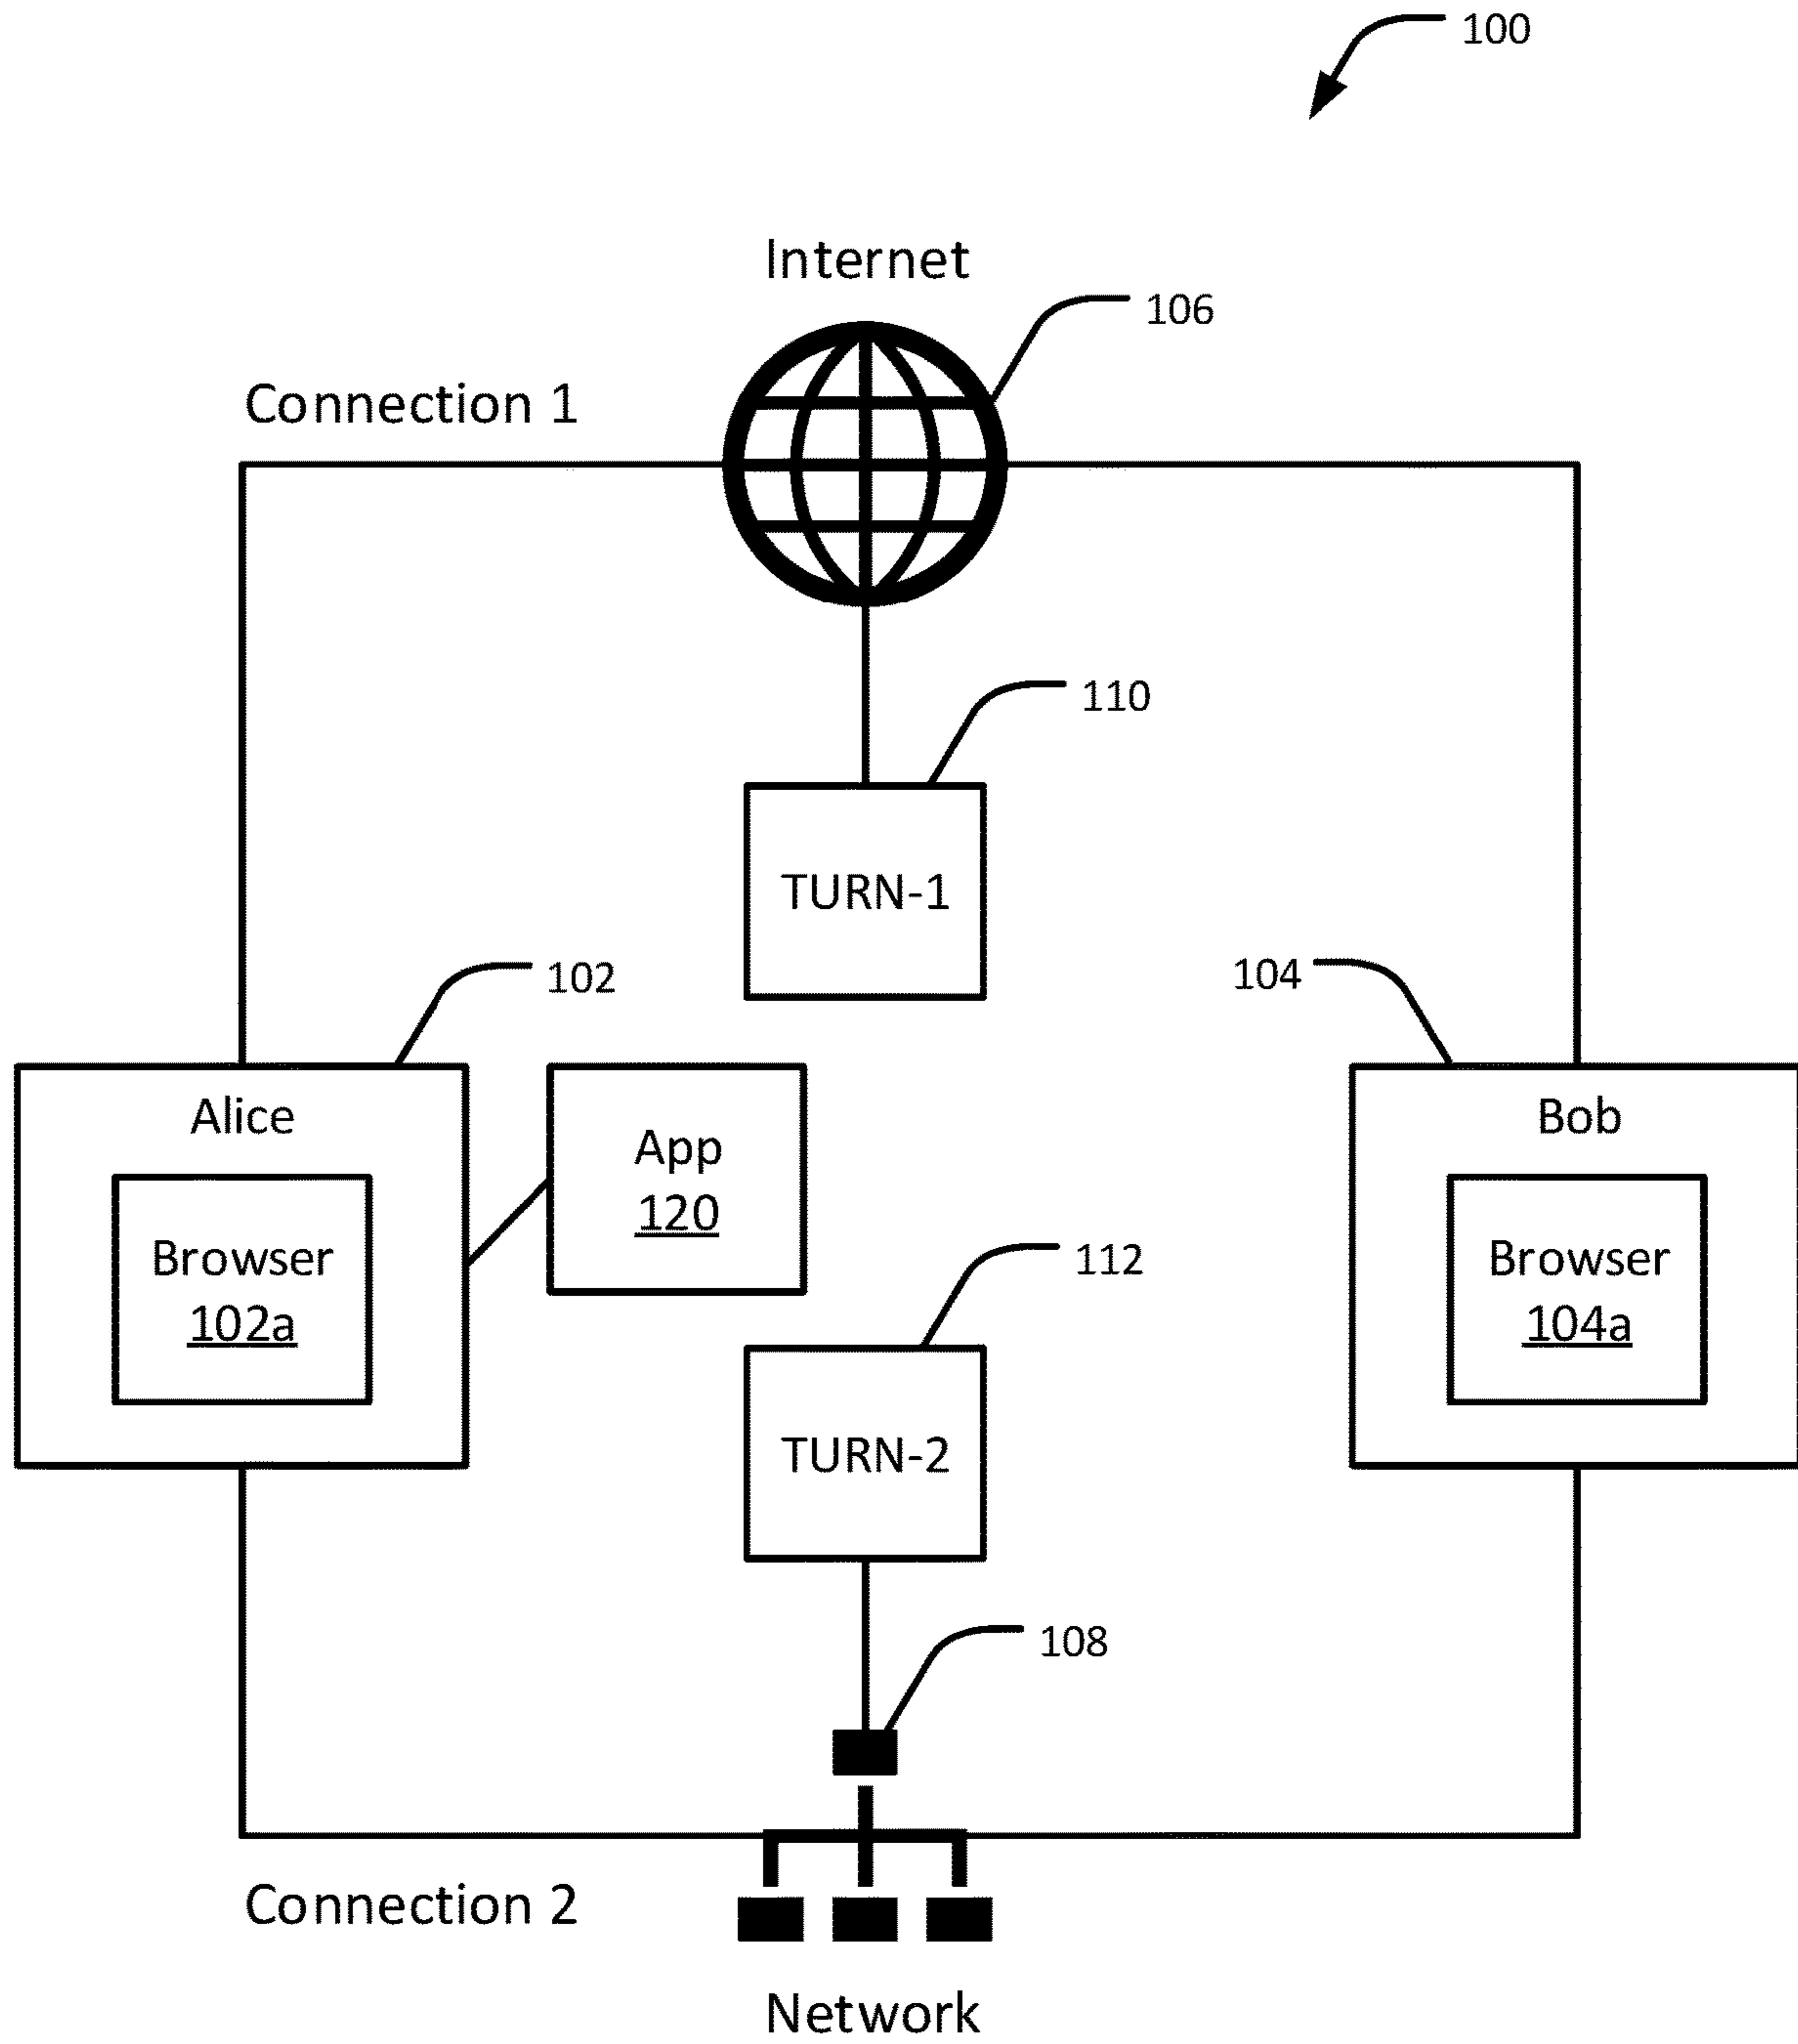 100
Internet
106
Connection 1
110
TURN-1
102
104
Alice
App
120
Bob
Browser
102a
112
Browser
104a
TURN-2
108
Connection 2
Network